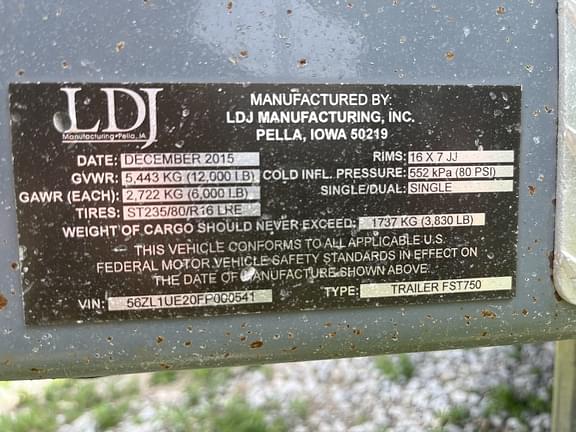 LDJ
Manufacturing•Pella, IA
MANUFACTURED BY:
LDJ MANUFACTURING, INC.
PELLA, IOWA 50219
DATE: DECEMBER 2015
RIMS: 16 X 7 JJ
GVWR: 5,443 KG (12,000 LB)
COLD INFL. PRESSURE: 552 kPa (80 PSI)
GAWR (EACH): 2,722 KG (6,000 LB)
SINGLE/DUAL: SINGLE
TIRES: ST235/80/R16 LRE
WEIGHT OF CARGO SHOULD NEVER EXCEED: 1737 KG (3,830 LB)
THIS VEHICLE CONFORMS TO ALL APPLICABLE U.S.
FEDERAL MOTOR VEHICLE SAFETY STANDARDS IN EFFECT ON
THE DATE OF MANUFACTURE SHOWN ABOVE.
VIN: 56ZL1UE20FP000541
TYPE: TRAILER FST750